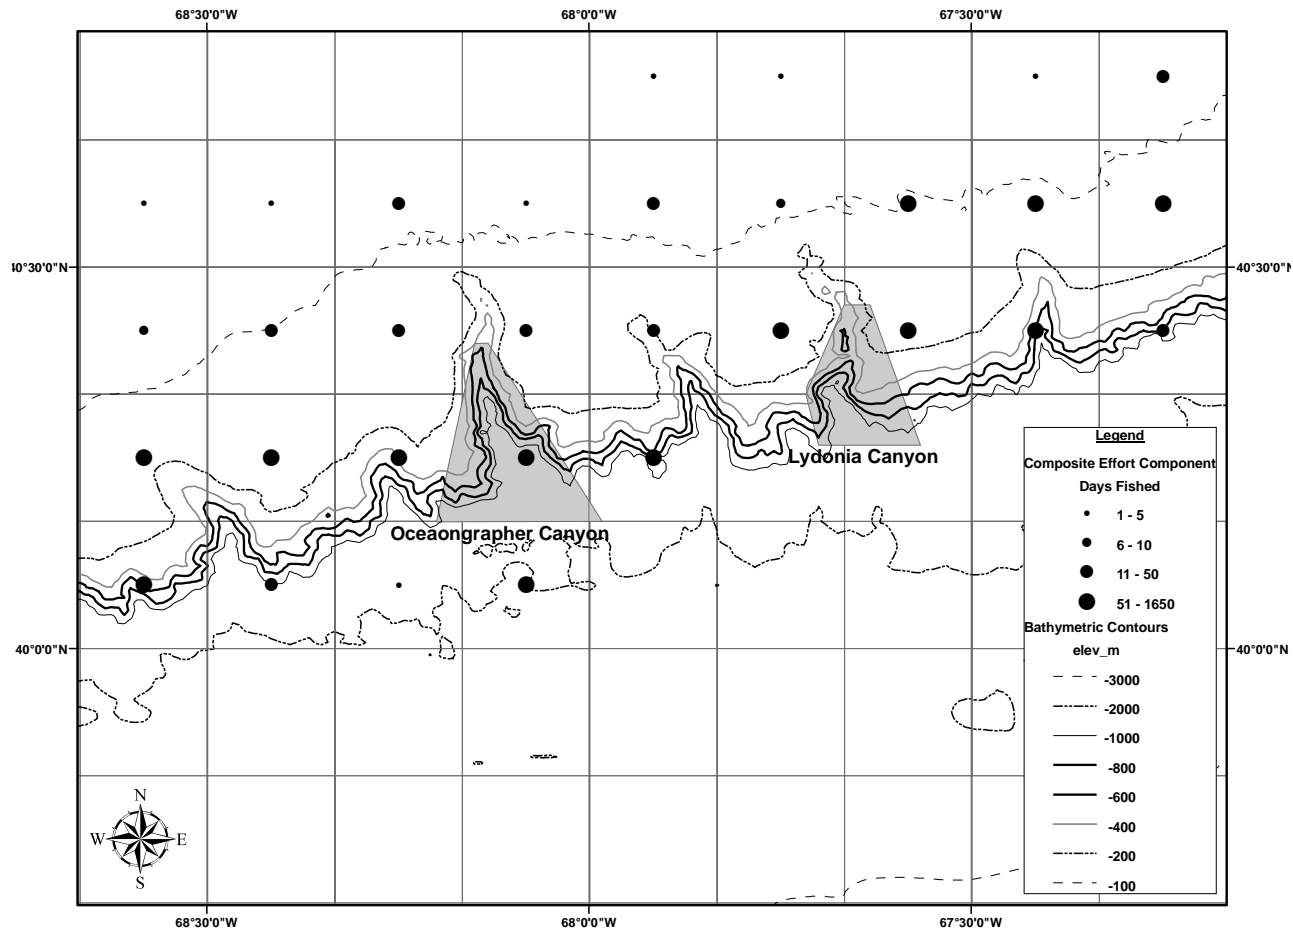 68°30'0"W 68°0'0"W 67°30'0"W
40°30'0"N 40°30'0"N
Lydonia Canyon
Oceaongrapher Canyon
Legend
Composite Effort Component
Days Fished
1 - 5
6 - 10
11 - 50
51 - 1650
Bathymetric Contours
elev_m
-3000
-2000
-1000
-800
-600
-400
-200
-100
40°0'0"N 40°0'0"N
N
W E
S
68°30'0"W 68°0'0"W 67°30'0"W